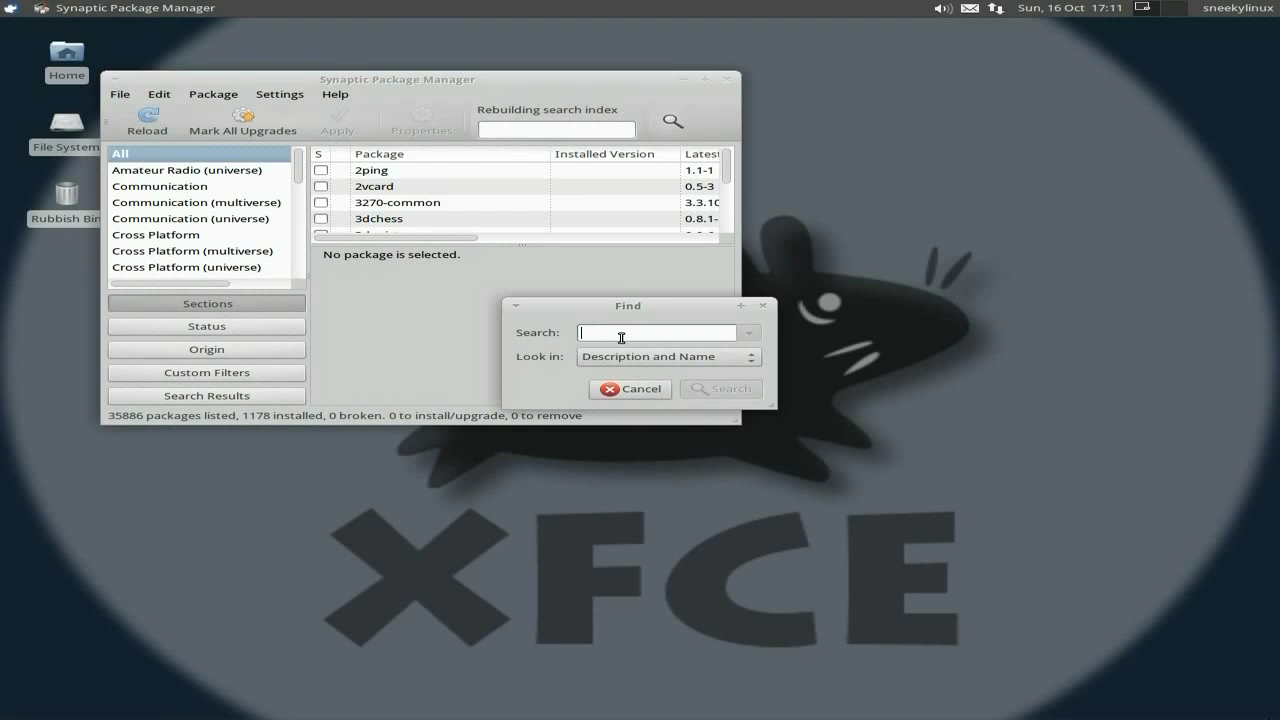 Synaptic Package Manager
Sun, 16 Oct 17:11
sneekylinux
Home
File System
Rubbish Bin
Synaptic Package Manager
File Edit Package Settings Help
Reload
Mark All Upgrades
Apply
Properties
Rebuilding search index
All
Amateur Radio (universe)
Communication
Communication (multiverse)
Communication (universe)
Cross Platform
Cross Platform (multiverse)
Cross Platform (universe)
S Package Installed Version Latest
2ping 1.1-1
2vcard 0.5-3
3270-common 3.3.10
3dchess 0.8.1-
No package is selected.
Sections
Status
Origin
Custom Filters
Search Results
35886 packages listed, 1178 installed, 0 broken. 0 to install/upgrade, 0 to remove
Find
Search:
Look in: Description and Name
Cancel Search
XFCE